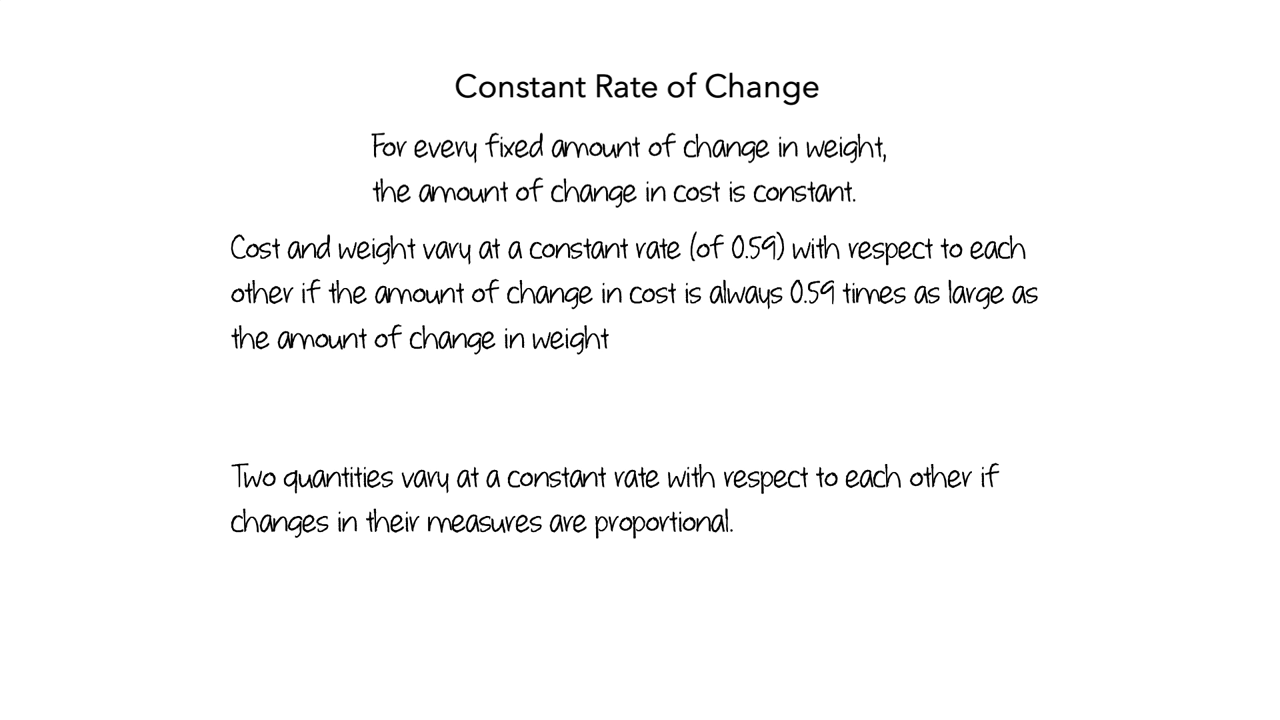 Constant Rate of Change
For every fixed amount of change in weight,
the amount of change in cost is constant.
Cost and weight vary at a constant rate (of 0.59) with respect to each
other if the amount of change in cost is always 0.59 times as large as
the amount of change in weight
Two quantities vary at a constant rate with respect to each other if
changes in their measures are proportional.